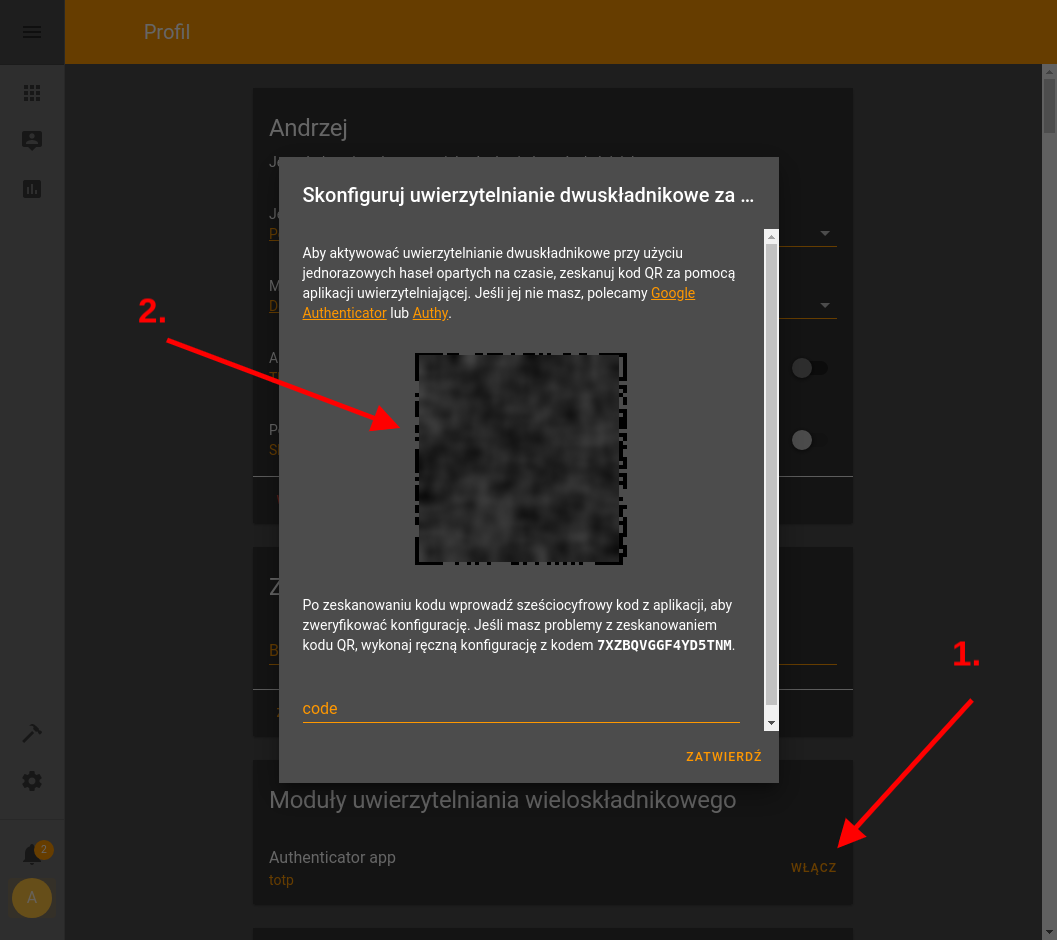 Profil
Andrzej
Skonfiguruj uwierzytelnianie dwuskładnikowe za ...
Aby aktywować uwierzytelnianie dwuskładnikowe przy użyciu
jednorazowych haseł opartych na czasie, zeskanuj kod QR za pomocą
aplikacji uwierzytelniającej. Jeśli jej nie masz, polecamy Google
Authenticator lub Authy.
2.
Po zeskanowaniu kodu wprowadź sześciocyfrowy kod z aplikacji, aby
zweryfikować konfigurację. Jeśli masz problemy z zeskanowaniem
kodu QR, wykonaj ręczną konfigurację z kodem 7XZBQVGGF4YD5TNM.
1.
code
ZATWIERDŹ
Moduły uwierzytelniania wieloskładnikowego
Authenticator app
totp
WŁĄCZ
2
A